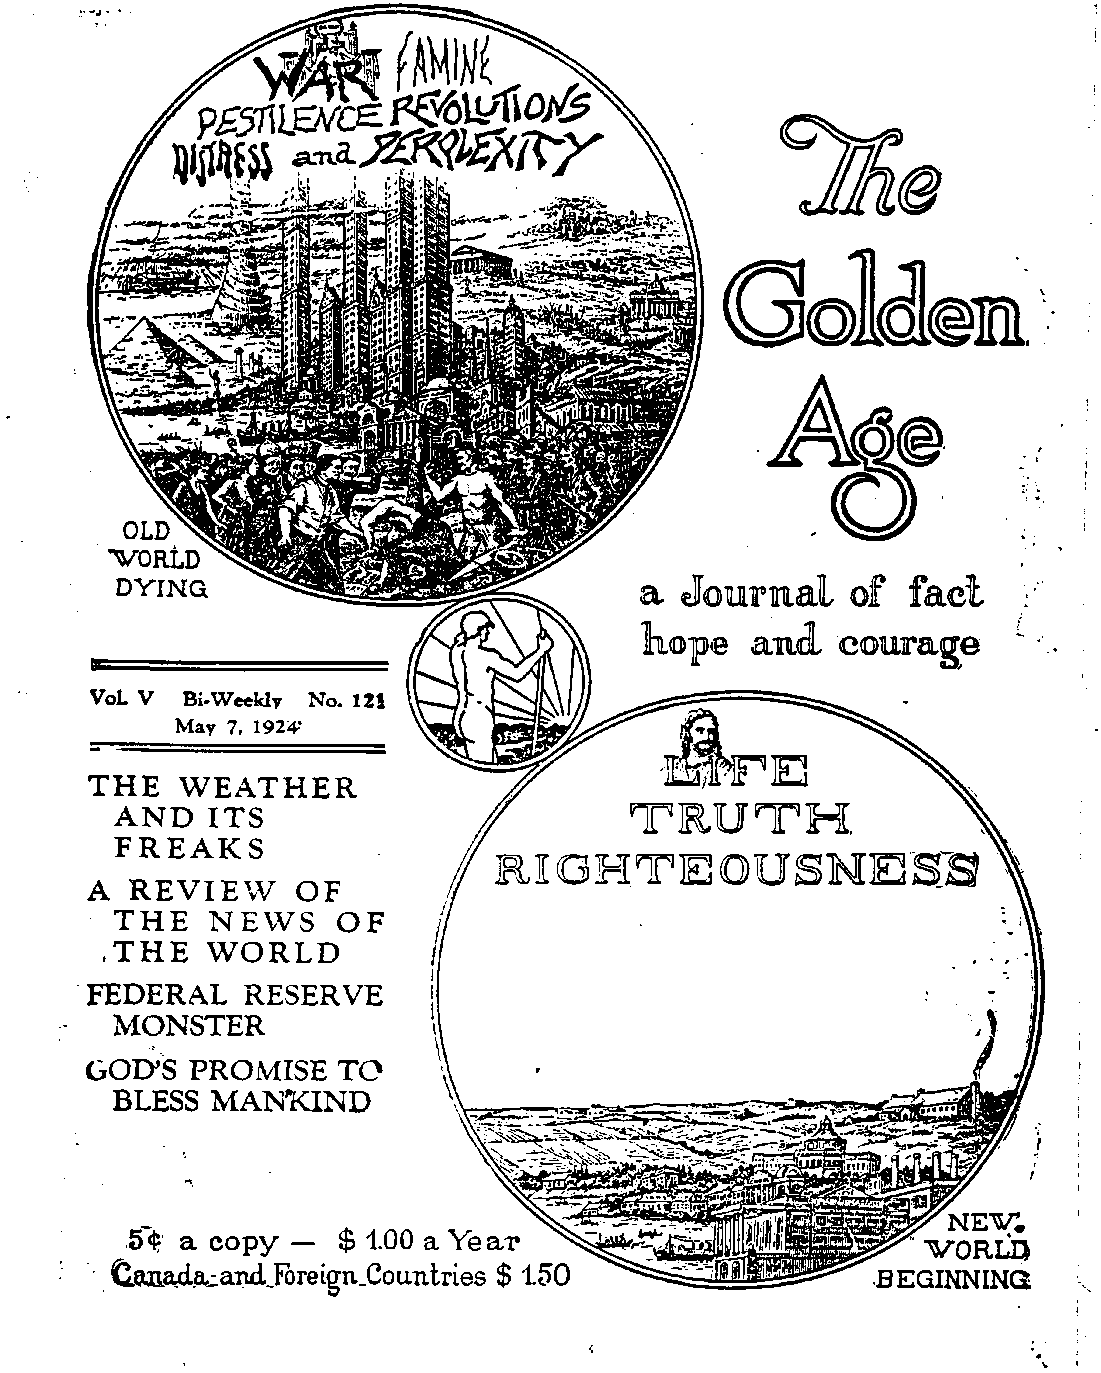 WAR FAMINE
PESTILENCE REVOLUTIONS
DISTRESS and PERPLEXITY
The
Golden
Age
OLD
WORLD
DYING
a Journal of fact
hope and courage
Vol. V Bi-Weekly No. 121
May 7, 1924
LIFE
TRUTH
RIGHTEOUSNESS
THE WEATHER
AND ITS
FREAKS
A REVIEW OF
THE NEWS OF
THE WORLD
FEDERAL RESERVE
MONSTER
GOD'S PROMISE TO
BLESS MANKIND
NEW
WORLD
BEGINNING
5¢ a copy — $ 1.00 a Year
Canada and Foreign Countries $ 1.50